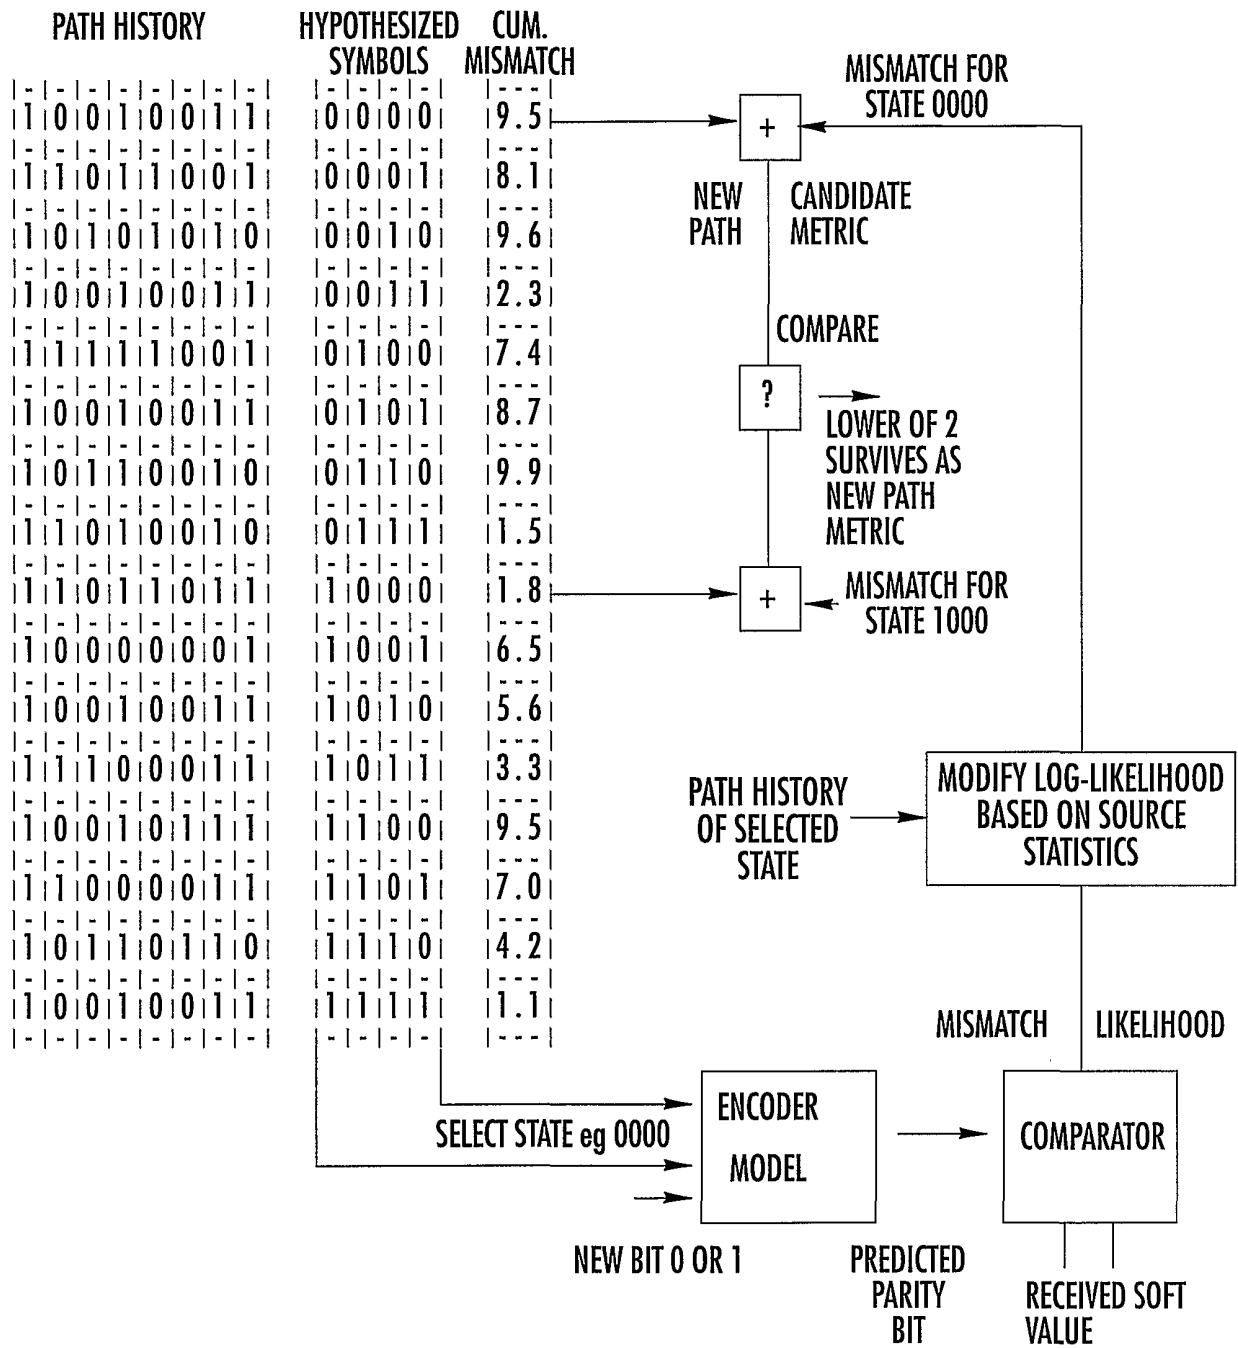 PATH HISTORY
HYPOTHESIZED SYMBOLS
CUM. MISMATCH
|1|0|0|1|0|0|1|1| |0|0|0|0| |9.5|
|1|1|0|1|1|0|0|1| |0|0|0|1| |8.1|
|1|0|1|0|1|0|1|0| |0|0|1|0| |9.6|
|1|0|0|1|0|0|1|1| |0|0|1|1| |2.3|
|1|1|1|1|1|0|0|1| |0|1|0|0| |7.4|
|1|0|0|1|0|0|1|1| |0|1|0|1| |8.7|
|1|0|1|1|0|0|1|0| |0|1|1|0| |9.9|
|1|1|0|1|0|0|1|0| |0|1|1|1| |1.5|
|1|1|0|1|1|0|1|1| |1|0|0|0| |1.8|
|1|0|0|0|0|0|0|1| |1|0|0|1| |6.5|
|1|0|0|1|0|0|1|1| |1|0|1|0| |5.6|
|1|1|1|0|0|0|1|1| |1|0|1|1| |3.3|
|1|0|0|1|0|1|1|1| |1|1|0|0| |9.5|
|1|1|0|0|0|0|1|1| |1|1|0|1| |7.0|
|1|0|1|1|0|1|1|0| |1|1|1|0| |4.2|
|1|0|0|1|0|0|1|1| |1|1|1|1| |1.1|
MISMATCH FOR
STATE 0000
+
NEW PATH
CANDIDATE METRIC
COMPARE
?
LOWER OF 2
SURVIVES AS
NEW PATH
METRIC
+
MISMATCH FOR
STATE 1000
PATH HISTORY
OF SELECTED
STATE
MODIFY LOG-LIKELIHOOD
BASED ON SOURCE
STATISTICS
MISMATCH LIKELIHOOD
SELECT STATE eg 0000
ENCODER
MODEL
COMPARATOR
NEW BIT 0 OR 1
PREDICTED
PARITY
BIT
RECEIVED SOFT
VALUE